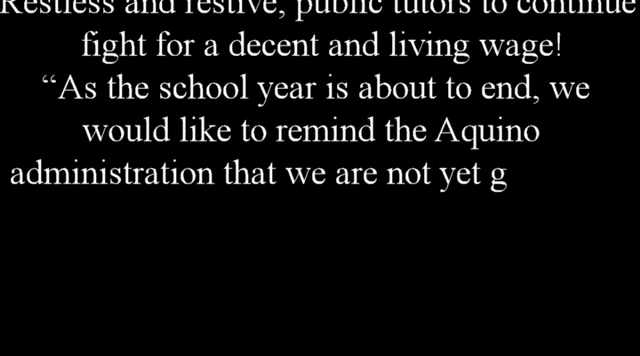 Restless and restive, public tutors to continue
fight for a decent and living wage!
“As the school year is about to end, we
would like to remind the Aquino
administration that we are not yet g